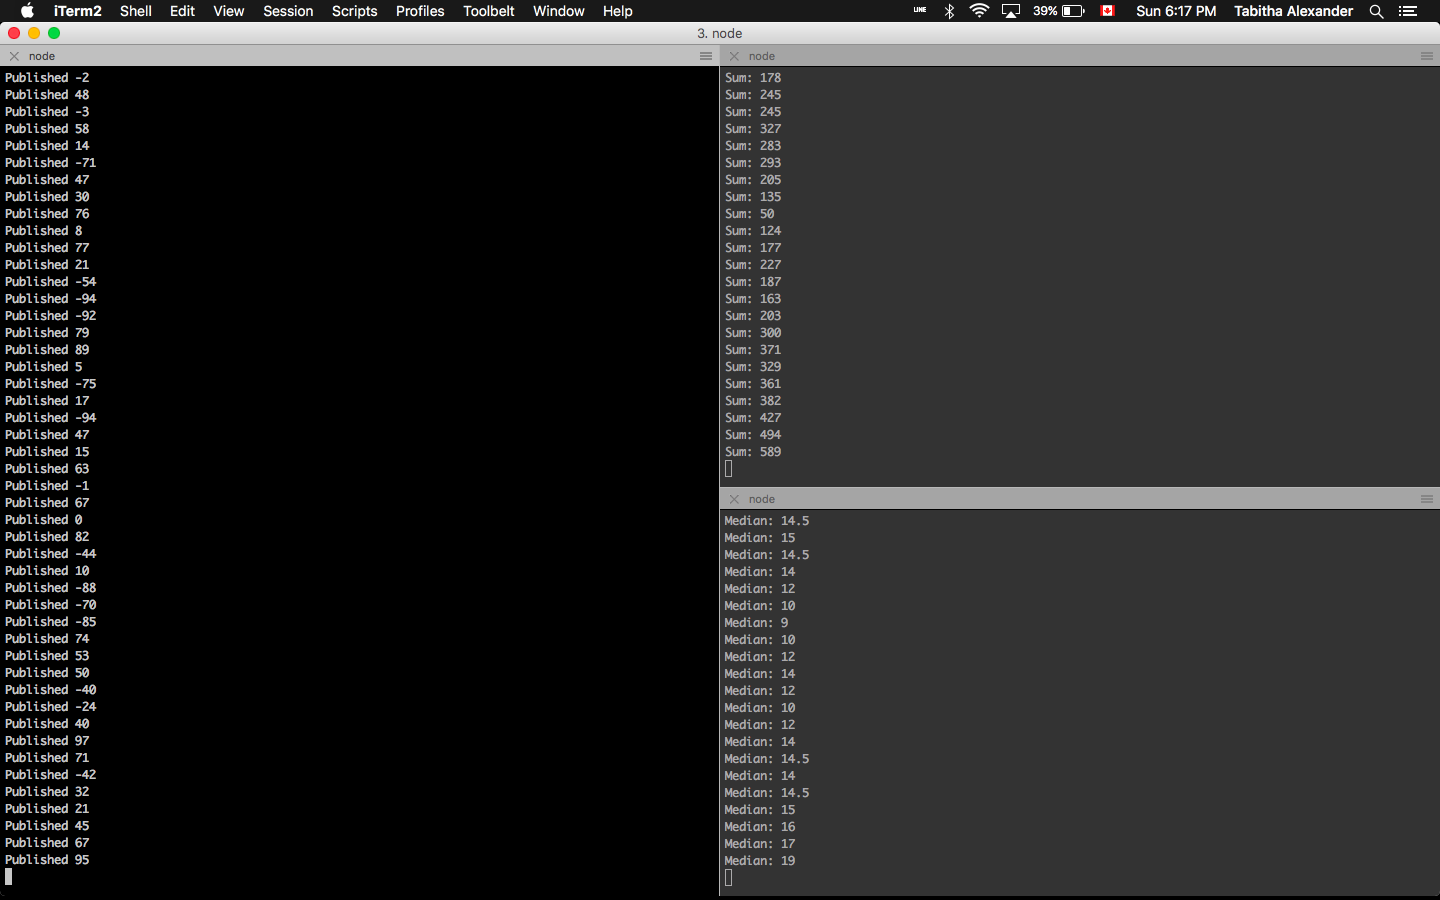 iTerm2 Shell Edit View Session Scripts Profiles Toolbelt Window Help LINE 39% Sun 6:17 PM Tabitha Alexander
3. node
node
Published -2
Published 48
Published -3
Published 58
Published 14
Published -71
Published 47
Published 30
Published 76
Published 8
Published 77
Published 21
Published -54
Published -94
Published -92
Published 79
Published 89
Published 5
Published -75
Published 17
Published -94
Published 47
Published 15
Published 63
Published -1
Published 67
Published 0
Published 82
Published -44
Published 10
Published -88
Published -70
Published -85
Published 74
Published 53
Published 50
Published -40
Published -24
Published 40
Published 97
Published 71
Published -42
Published 32
Published 21
Published 45
Published 67
Published 95
node
Sum: 178
Sum: 245
Sum: 245
Sum: 327
Sum: 283
Sum: 293
Sum: 205
Sum: 135
Sum: 50
Sum: 124
Sum: 177
Sum: 227
Sum: 187
Sum: 163
Sum: 203
Sum: 300
Sum: 371
Sum: 329
Sum: 361
Sum: 382
Sum: 427
Sum: 494
Sum: 589
node
Median: 14.5
Median: 15
Median: 14.5
Median: 14
Median: 12
Median: 10
Median: 9
Median: 10
Median: 12
Median: 14
Median: 12
Median: 10
Median: 12
Median: 14
Median: 14.5
Median: 14
Median: 14.5
Median: 15
Median: 16
Median: 17
Median: 19